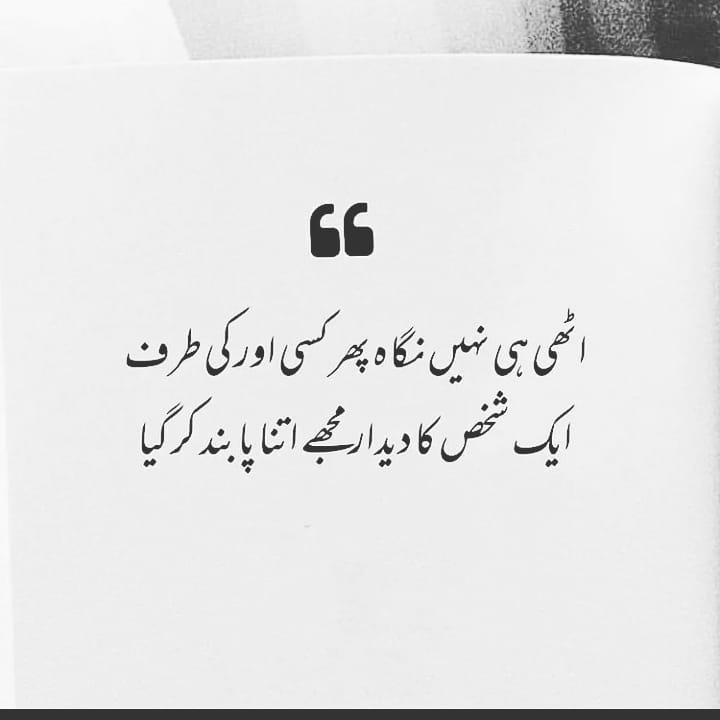 اٹھی ہی نہیں نگاہ پھر کسی اور کی طرف
ایک شخص کا دیدار مجھے اتنا پابند کر گیا